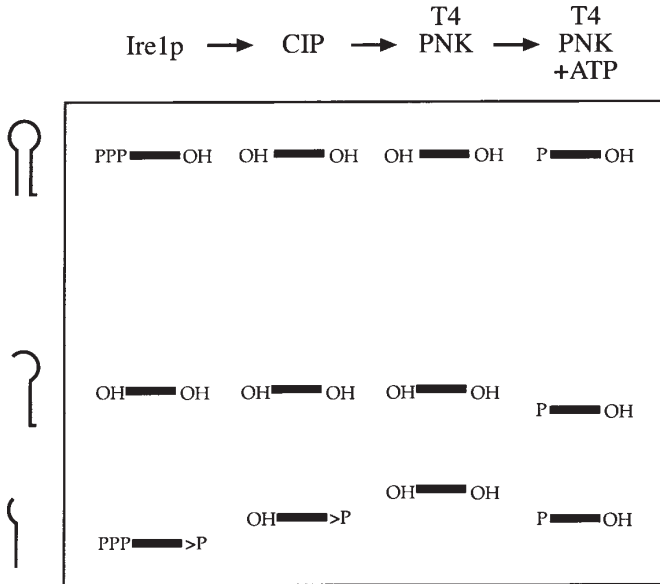 T4 T4
Ire1p CIP PNK PNK
+ATP
PPP OH OH OH OH OH P OH
OH OH OH OH OH OH
P OH
OH OH
OH >P P OH
PPP >P